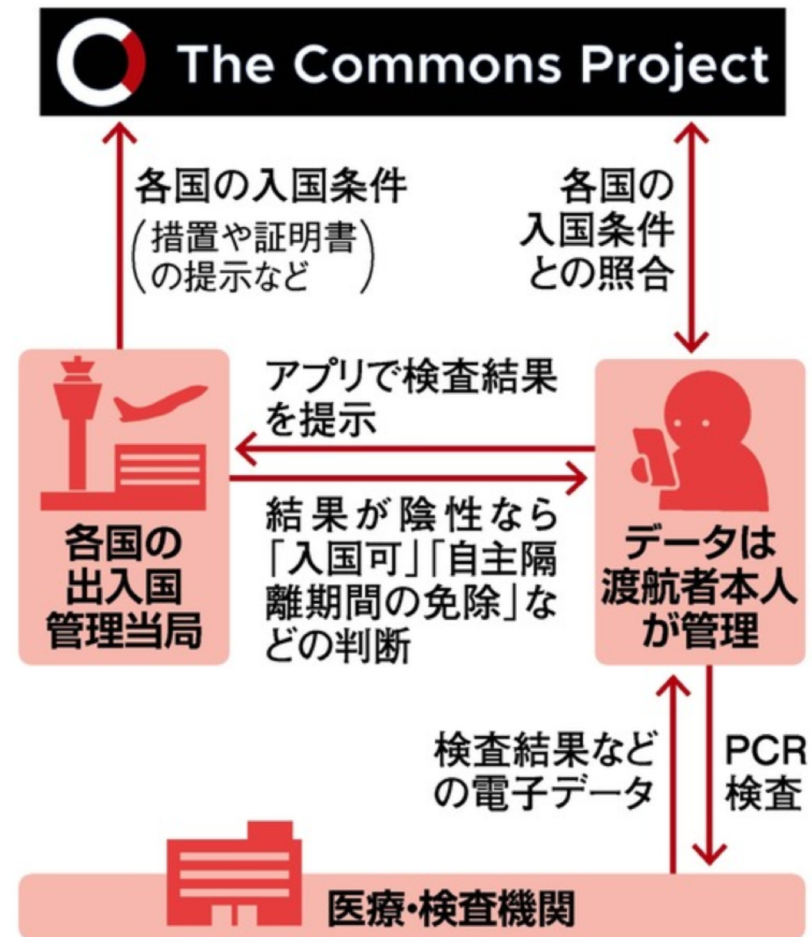 The Commons Project
各国の入国条件
(措置や証明書
の提示など)
各国の
入国条件
との照合
アプリで検査結果
を提示
結果が陰性なら
「入国可」「自主隔
離期間の免除」な
どの判断
各国の
出入国
管理当局
データは
渡航者本人
が管理
検査結果など
の電子データ
PCR
検査
医療・検査機関